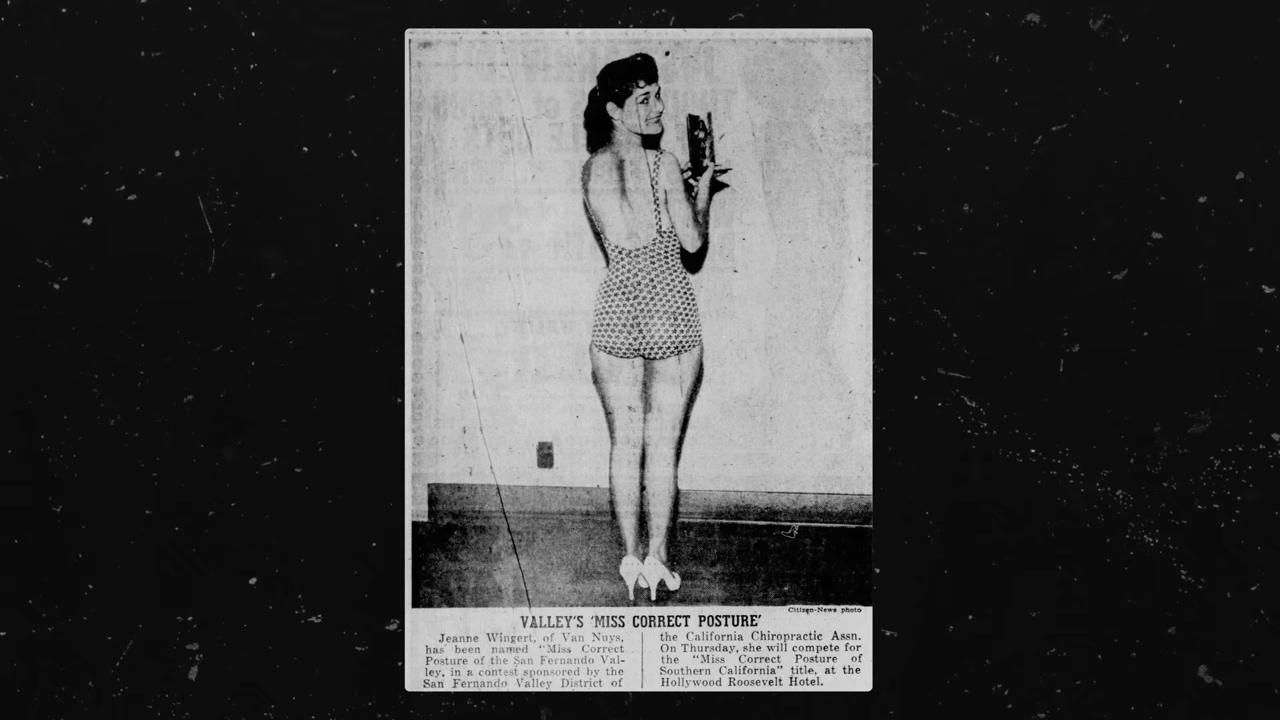 Citizen-News photo
VALLEY'S 'MISS CORRECT POSTURE'
Jeanne Wingert, of Van Nuys,
has been named "Miss Correct
Posture of the San Fernando Val-
ley, in a contest sponsored by the
San Fernando Valley District of
the California Chiropractic Assn.
On Thursday, she will compete for
the "Miss Correct Posture of
Southern California" title, at the
Hollywood Roosevelt Hotel.